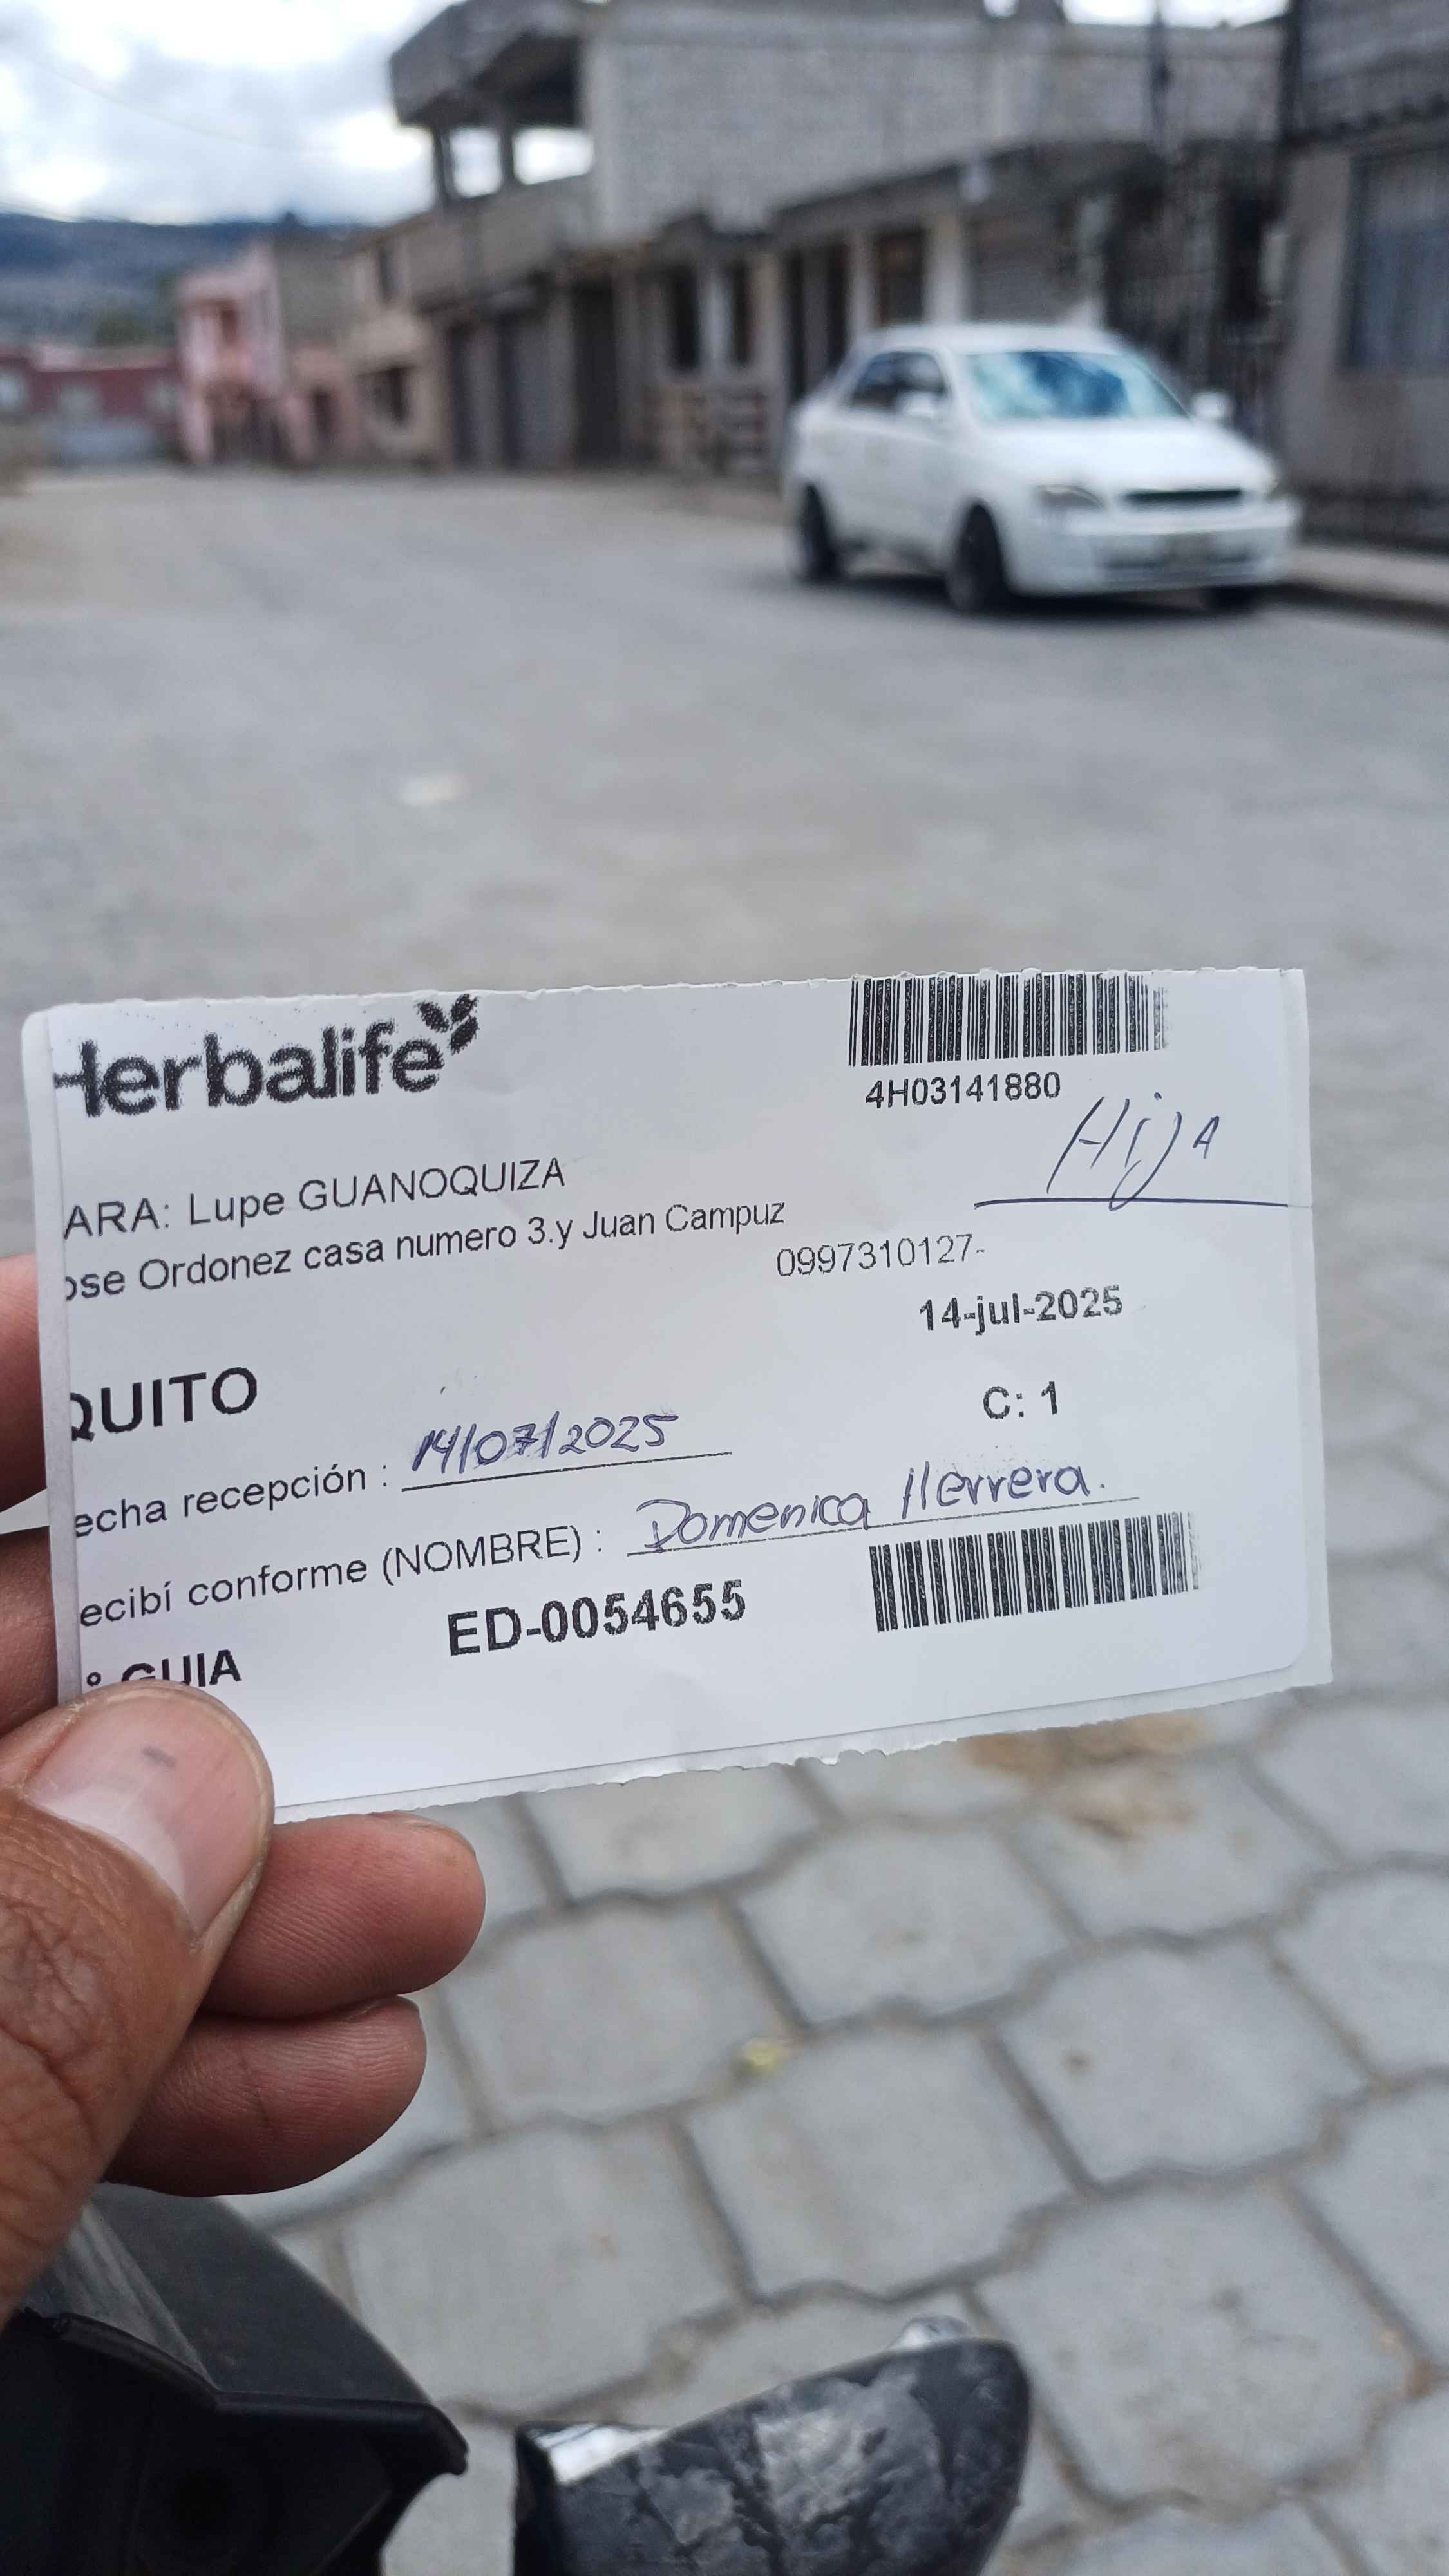 Herbalife
4H03141880
Hija
ARA: Lupe GUANOQUIZA
ose Ordonez casa numero 3.y Juan Campuz
0997310127-
14-jul-2025
QUITO
C: 1
echa recepción : 14/07/2025
ecibí conforme (NOMBRE) : Domenica Herrera.
° GUIA ED-0054655